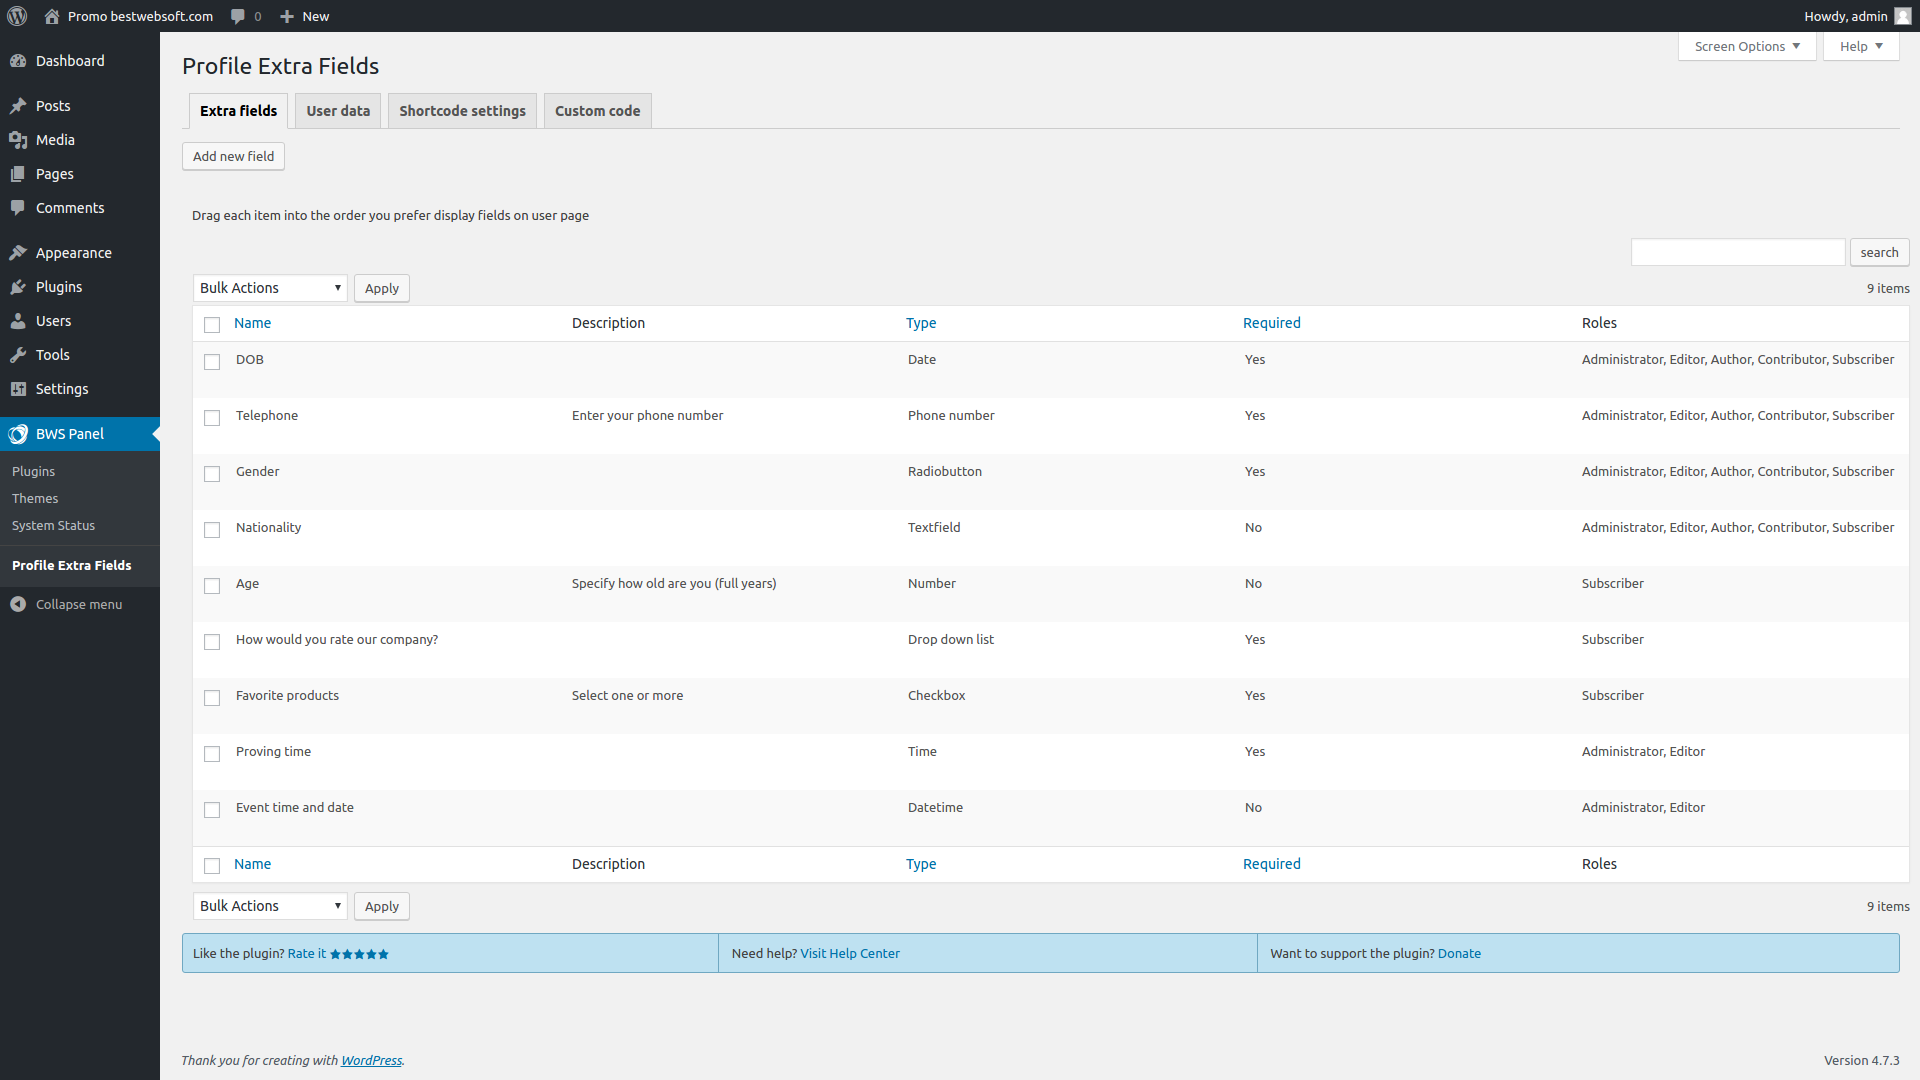 Promo bestwebsoft.com 0 New Howdy, admin
Screen Options Help
Dashboard
Posts
Media
Pages
Comments
Appearance
Plugins
Users
Tools
Settings
BWS Panel
Plugins
Themes
System Status
Profile Extra Fields
Collapse menu
Profile Extra Fields
Extra fields User data Shortcode settings Custom code
Add new field
Drag each item into the order you prefer display fields on user page
search
Bulk Actions Apply 9 items
Name Description Type Required Roles
DOB Date Yes Administrator, Editor, Author, Contributor, Subscriber
Telephone Enter your phone number Phone number Yes Administrator, Editor, Author, Contributor, Subscriber
Gender Radiobutton Yes Administrator, Editor, Author, Contributor, Subscriber
Nationality Textfield No Administrator, Editor, Author, Contributor, Subscriber
Age Specify how old are you (full years) Number No Subscriber
How would you rate our company? Drop down list Yes Subscriber
Favorite products Select one or more Checkbox Yes Subscriber
Proving time Time Yes Administrator, Editor
Event time and date Datetime No Administrator, Editor
Name Description Type Required Roles
Bulk Actions Apply 9 items
Like the plugin? Rate it ★★★★★ Need help? Visit Help Center Want to support the plugin? Donate
Thank you for creating with WordPress. Version 4.7.3